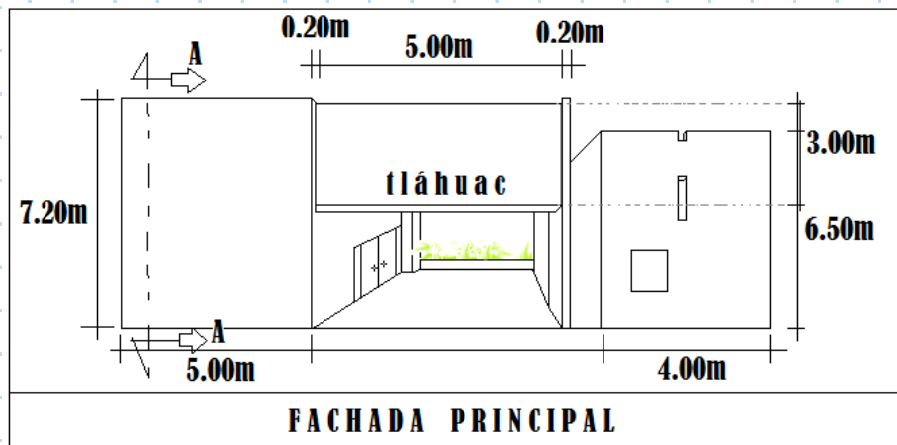 0.20m 5.00m 0.20m
A
3.00m
tláhuac
7.20m
6.50m
A
5.00m 4.00m
FACHADA PRINCIPAL